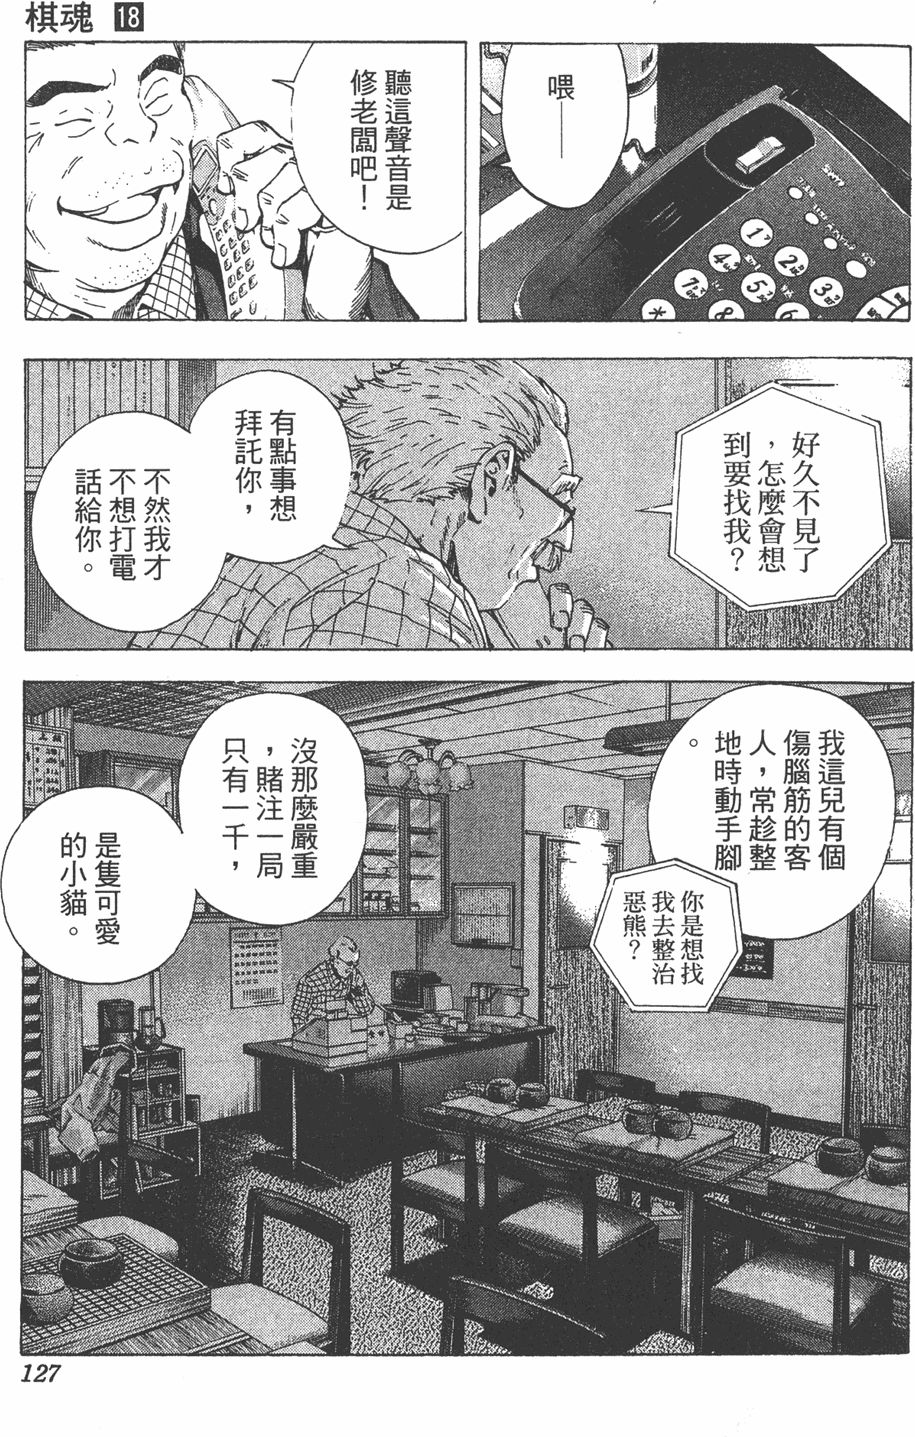 棋魂 18
喂——
聽這聲音是
修老闆吧！
好久不見了
，怎麼會想
到要找我？
有點事想
拜託你，
不然我才
不想打電
話給你。
我這兒有個
傷腦筋的客
人，常趁整
地時動手腳
。
你是想找
我去整治
惡熊？
沒那麼嚴重
，賭注一局
只有一千，
是隻可愛
的小貓。
127